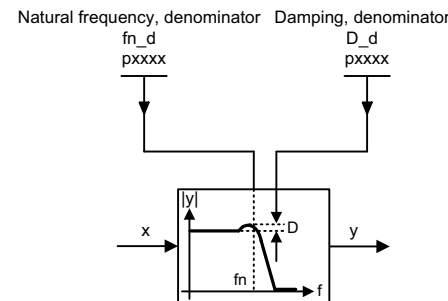 Natural frequency, denominator
fn_d
pxxxx
Damping, denominator
D_d
pxxxx
|y|
x
D
y
fn
f